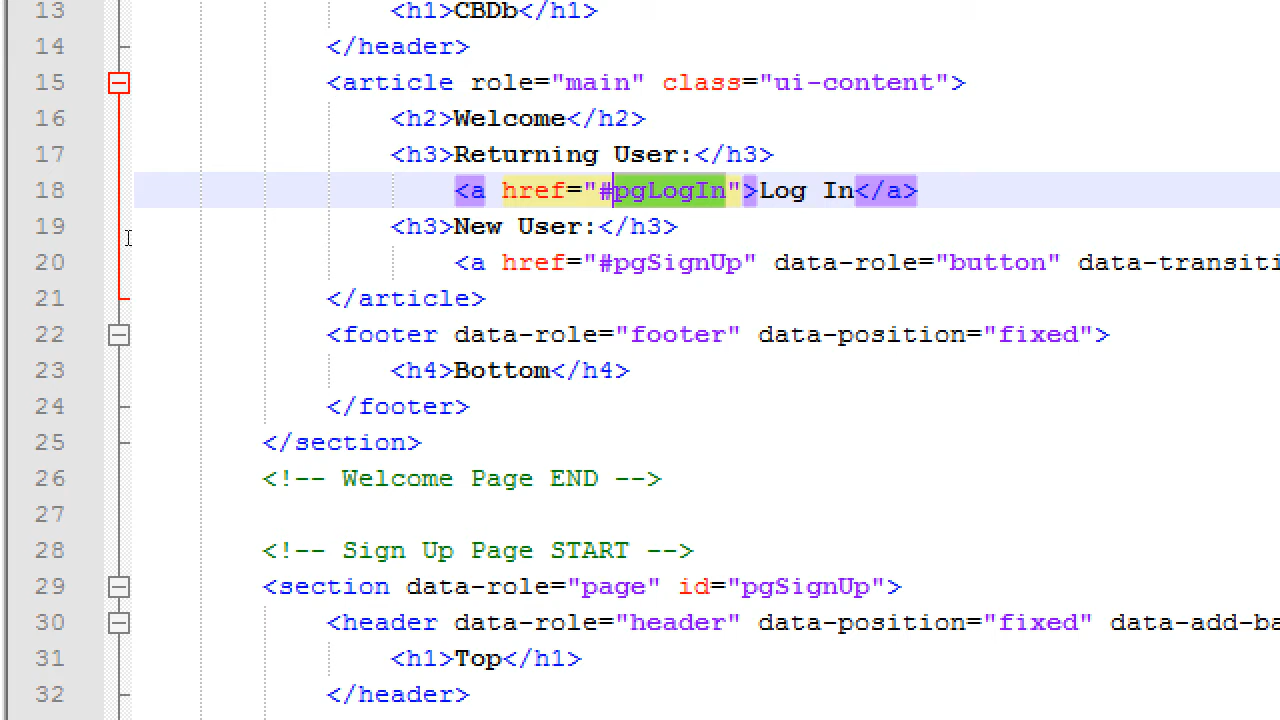 13 <h1>CBDb</h1>
14 </header>
15 <article role="main" class="ui-content">
16 <h2>Welcome</h2>
17 <h3>Returning User:</h3>
18 <a href="#pgLogIn">Log In</a>
19 <h3>New User:</h3>
20 <a href="#pgSignUp" data-role="button" data-transiti
21 </article>
22 <footer data-role="footer" data-position="fixed">
23 <h4>Bottom</h4>
24 </footer>
25 </section>
26 <!-- Welcome Page END -->
27
28 <!-- Sign Up Page START -->
29 <section data-role="page" id="pgSignUp">
30 <header data-role="header" data-position="fixed" data-add-ba
31 <h1>Top</h1>
32 </header>